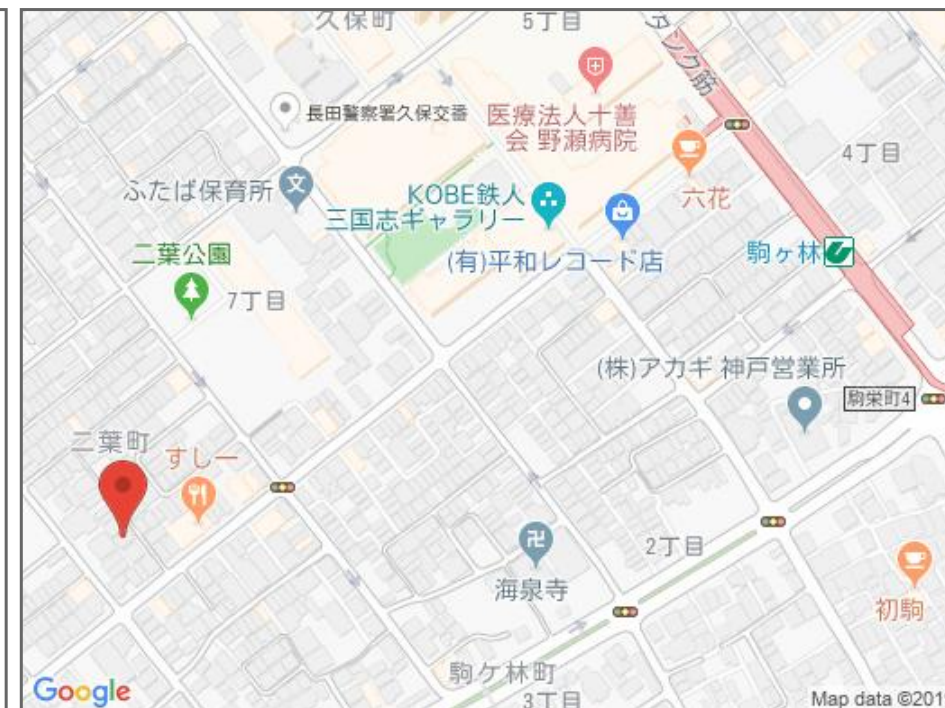 久保町
5丁目
タンク筋
長田警察署久保交番
医療法人十善
会 野瀬病院
4丁目
ふたば保育所
KOBE鉄人
三国志ギャラリー
六花
二葉公園
(有)平和レコード店
駒ヶ林
7丁目
(株)アカギ 神戸営業所
駒栄町4
二葉町
すし一
2丁目
海泉寺
初駒
駒ケ林町
3丁目
Google
Map data ©201